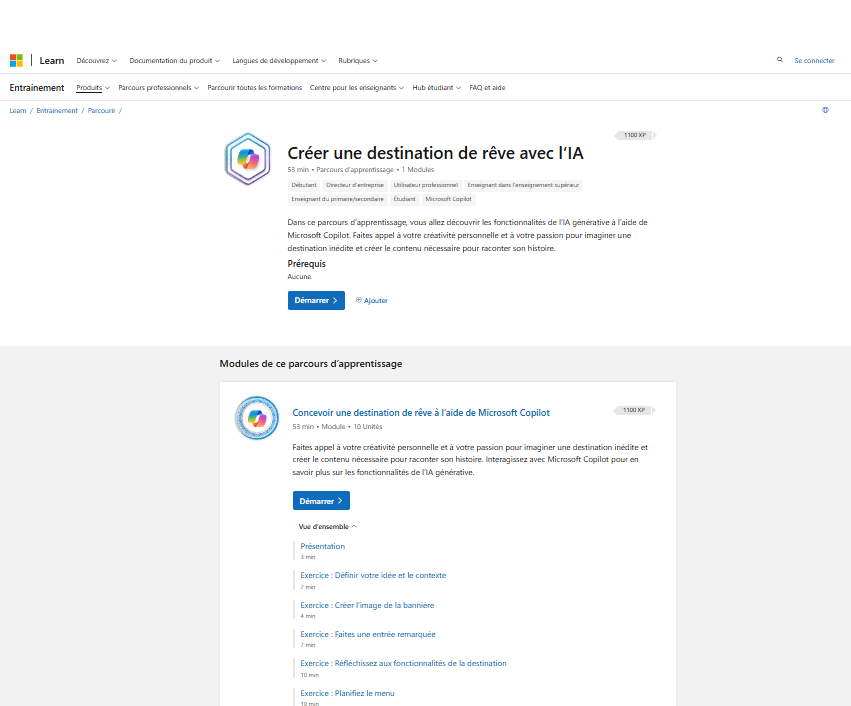 Learn Découvrez Documentation du produit Langues de développement Rubriques Se connecter
Entrainement Produits Parcours professionnels Parcourir toutes les formations Centre pour les enseignants Hub étudiant FAQ et aide
Learn / Entrainement / Parcourir /
1100 XP
Créer une destination de rêve avec l'IA
53 min • Parcours d'apprentissage • 1 Modules
Débutant Directeur d'entreprise Utilisateur professionnel Enseignant dans l'enseignement supérieur
Enseignant du primaire/secondaire Étudiant Microsoft Copilot
Dans ce parcours d'apprentissage, vous allez découvrir les fonctionnalités de l'IA générative à l'aide de
Microsoft Copilot. Faites appel à votre créativité personnelle et à votre passion pour imaginer une
destination inédite et créer le contenu nécessaire pour raconter son histoire.
Prérequis
Aucune.
Démarrer Ajouter
Modules de ce parcours d'apprentissage
Concevoir une destination de rêve à l'aide de Microsoft Copilot 1100 XP
53 min • Module • 10 Unités
Faites appel à votre créativité personnelle et à votre passion pour imaginer une destination inédite et
créer le contenu nécessaire pour raconter son histoire. Interagissez avec Microsoft Copilot pour en
savoir plus sur les fonctionnalités de l'IA générative.
Démarrer
Vue d'ensemble
Présentation
3 min
Exercice : Définir votre idée et le contexte
7 min
Exercice : Créer l'image de la bannière
4 min
Exercice : Faites une entrée remarquée
7 min
Exercice : Réfléchissez aux fonctionnalités de la destination
10 min
Exercice : Planifiez le menu
10 min